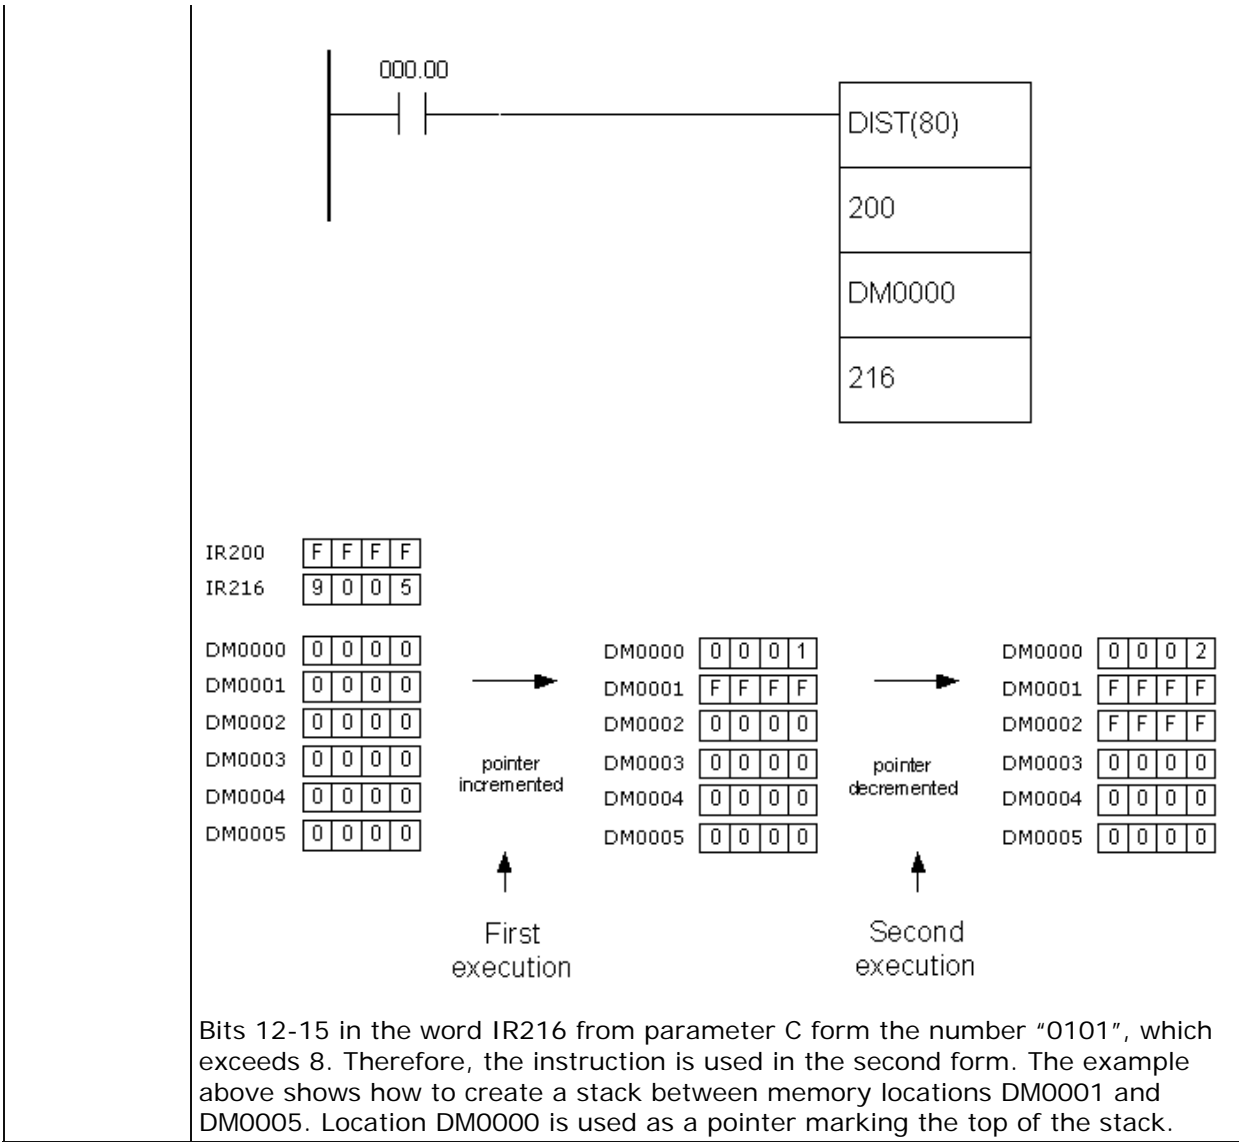 000.00
DIST(80)
200
DM0000
216
IR200 F F F F
IR216 9 0 0 5
DM0000 0 0 0 0
DM0001 0 0 0 0
DM0002 0 0 0 0
DM0003 0 0 0 0
DM0004 0 0 0 0
DM0005 0 0 0 0
pointer
incremented
First
execution
DM0000 0 0 0 1
DM0001 F F F F
DM0002 0 0 0 0
DM0003 0 0 0 0
DM0004 0 0 0 0
DM0005 0 0 0 0
pointer
decremented
Second
execution
DM0000 0 0 0 2
DM0001 F F F F
DM0002 F F F F
DM0003 0 0 0 0
DM0004 0 0 0 0
DM0005 0 0 0 0
Bits 12-15 in the word IR216 from parameter C form the number “0101”, which
exceeds 8. Therefore, the instruction is used in the second form. The example
above shows how to create a stack between memory locations DM0001 and
DM0005. Location DM0000 is used as a pointer marking the top of the stack.